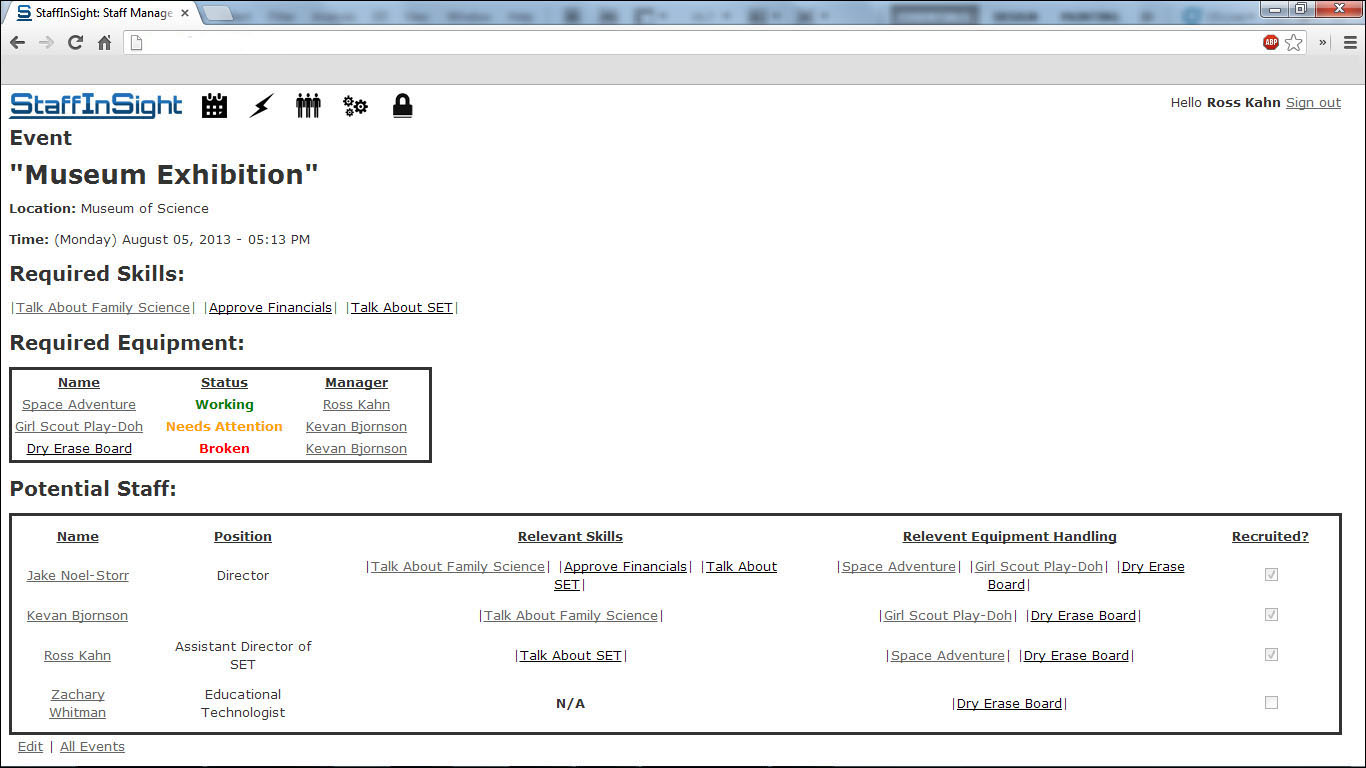 StaffInSight: Staff Manage
ABP
StaffInSight
Hello Ross Kahn Sign out
Event
"Museum Exhibition"
Location: Museum of Science
Time: (Monday) August 05, 2013 - 05:13 PM
Required Skills:
|Talk About Family Science| |Approve Financials| |Talk About SET|
Required Equipment:
Name Status Manager
Space Adventure Working Ross Kahn
Girl Scout Play-Doh Needs Attention Kevan Bjornson
Dry Erase Board Broken Kevan Bjornson
Potential Staff:
Name Position Relevant Skills Relevent Equipment Handling Recruited?
Jake Noel-Storr Director |Talk About Family Science| |Approve Financials| |Talk About |Space Adventure| |Girl Scout Play-Doh| |Dry Erase
SET| Board|
Kevan Bjornson |Talk About Family Science| |Girl Scout Play-Doh| |Dry Erase Board|
Ross Kahn Assistant Director of |Talk About SET| |Space Adventure| |Dry Erase Board|
SET
Zachary Educational N/A |Dry Erase Board|
Whitman Technologist
Edit | All Events